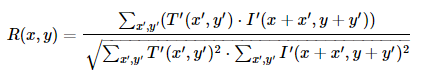 R(x, y) = \frac{\sum_{x',y'} (T'(x', y') \cdot I'(x + x', y + y'))}{\sqrt{\sum_{x',y'} T'(x', y')^2 \cdot \sum_{x',y'} I'(x + x', y + y')^2}}